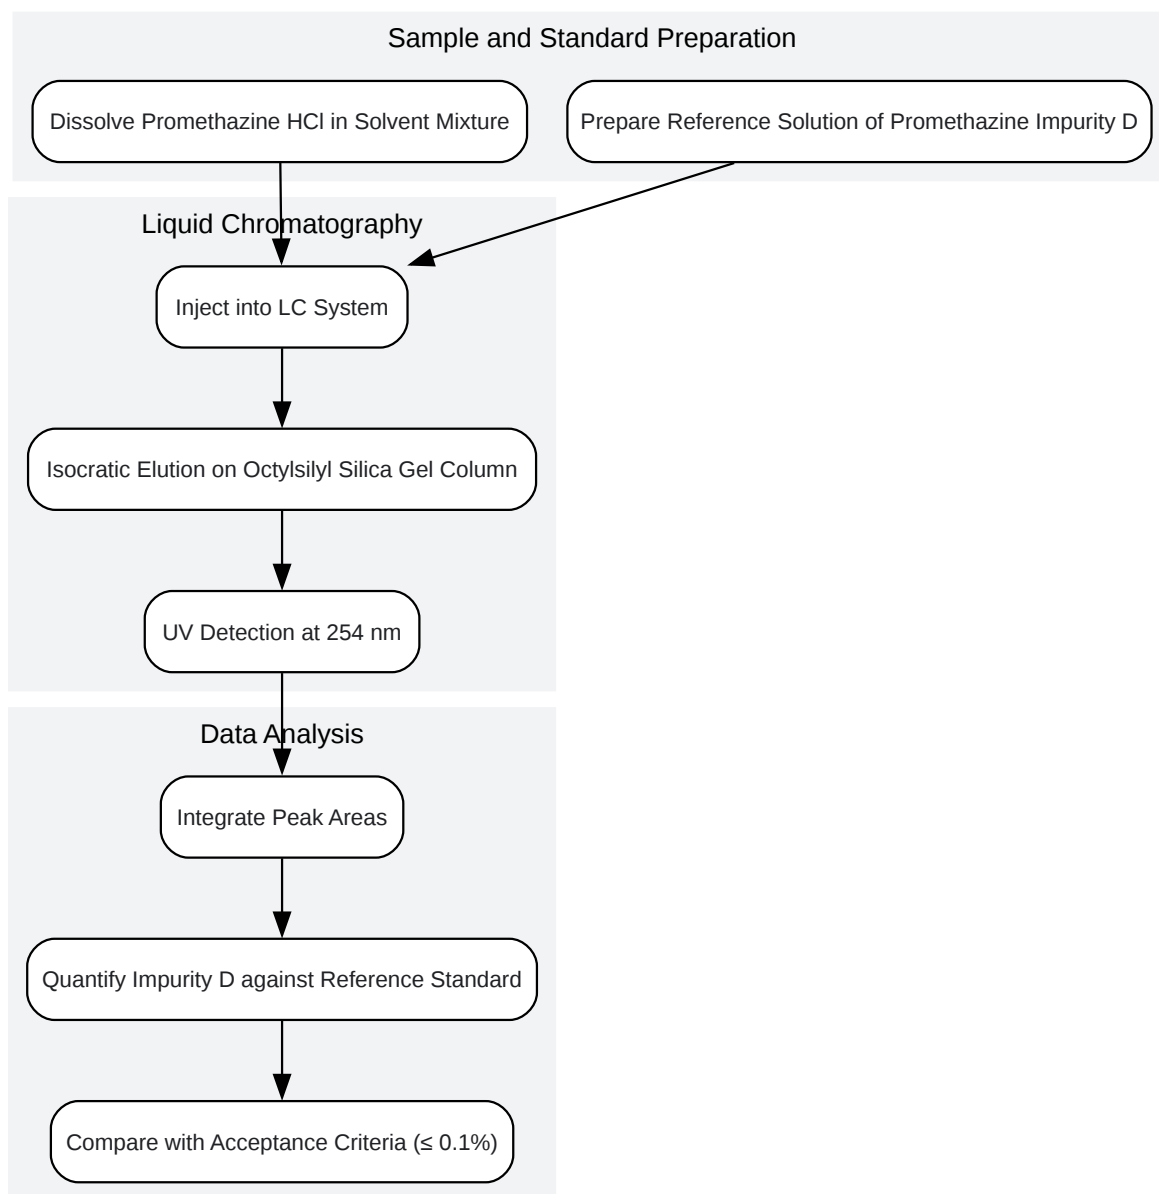 Sample and Standard Preparation
Dissolve Promethazine HCl in Solvent Mixture
Prepare Reference Solution of Promethazine Impurity D
Liquid Chromatography
Inject into LC System
Isocratic Elution on Octylsilyl Silica Gel Column
UV Detection at 254 nm
Data Analysis
Integrate Peak Areas
Quantify Impurity D against Reference Standard
Compare with Acceptance Criteria (≤ 0.1%)